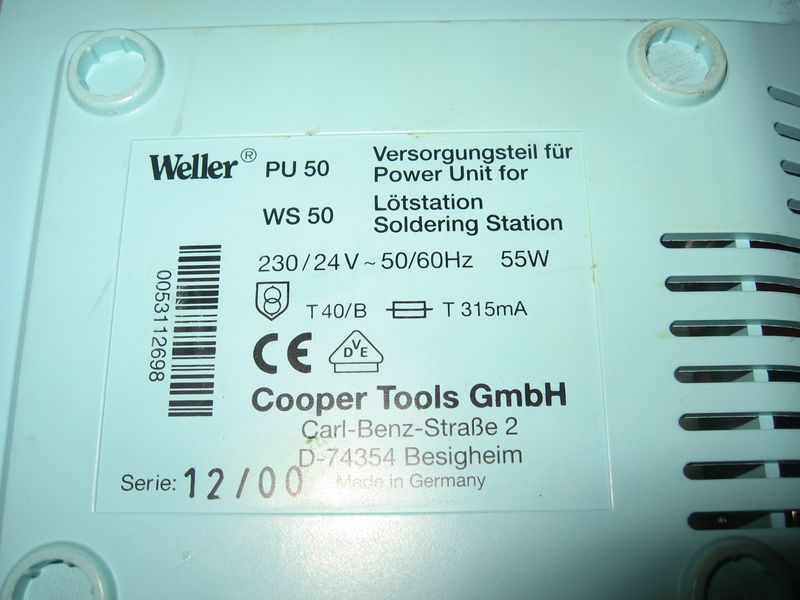 Weller® PU 50 Versorgungsteil für
Power Unit for
WS 50 Lötstation
Soldering Station
230/24V ~ 50/60Hz 55W
T40/B T 315mA
CE VDE
0053112698
Cooper Tools GmbH
Carl-Benz-Straße 2
D-74354 Besigheim
Serie: 12/00 Made in Germany